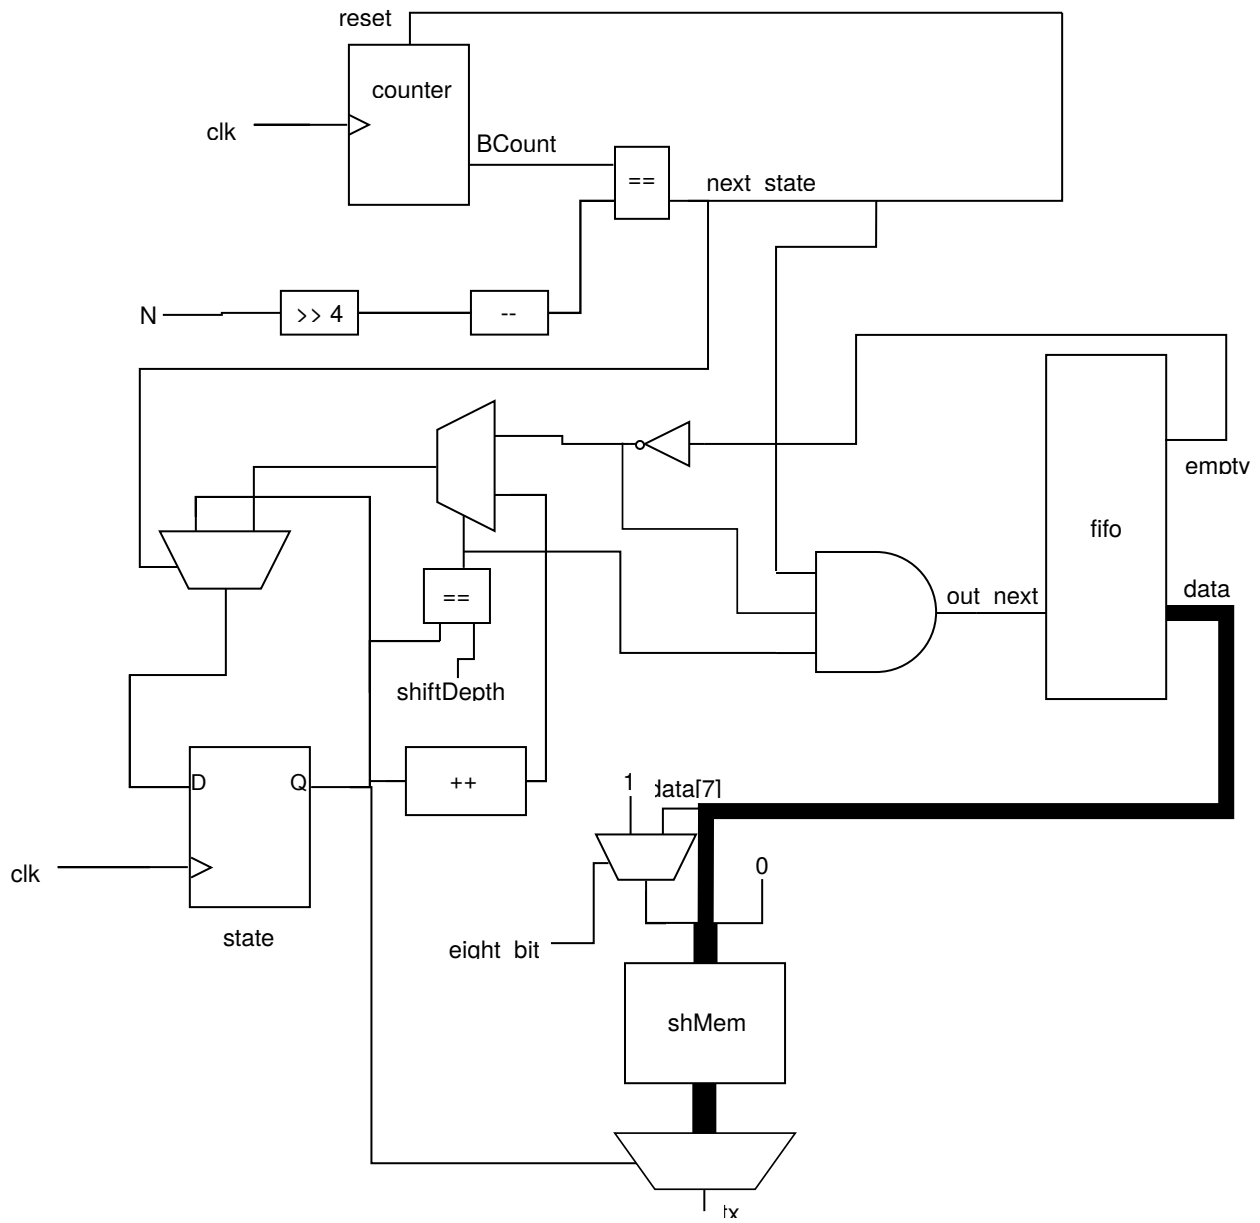 reset
counter
clk
BCount
==
next_state
N
>> 4
--
empty
fifo
==
data
out_next
shiftDepth
D
Q
++
1
data[7]
clk
0
state
eight_bit
shMem
tx